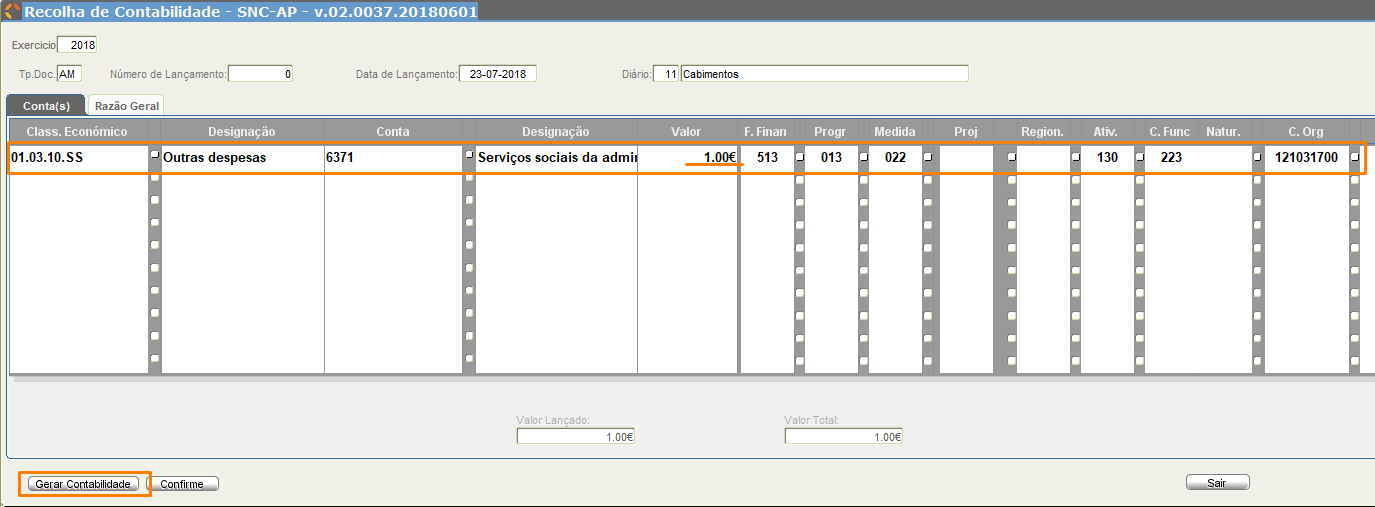 Recolha de Contabilidade - SNC-AP - v.02.0037.20180601
Exercicio 2018
Tp.Doc. AM Número de Lançamento: 0 Data de Lançamento: 23-07-2018 Diário: 11 Cabimentos
Conta(s) Razão Geral
Class. Económico Designação Conta Designação Valor F. Finan Progr Medida Proj Region. Ativ. C. Func Natur. C. Org
01.03.10.SS Outras despesas 6371 Serviços sociais da admin 1.00€ 513 013 022 130 223 121031700
Valor Lançado: Valor Total:
1.00€ 1.00€
Gerar Contabilidade Confirme Sair